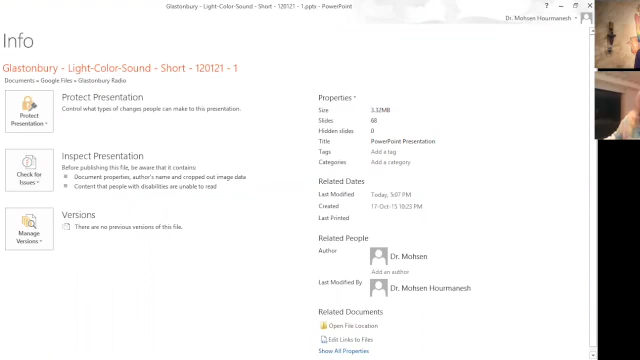 Glastonbury - Light-Color-Sound - Short - 120121 - 1.pptx - PowerPoint
Dr. Mohsen Hourmanesh
Info
Glastonbury - Light-Color-Sound - Short - 120121 - 1
Documents » Google Files » Glastonbury Radio
Protect Presentation
Control what types of changes people can make to this presentation.
Protect
Presentation
Inspect Presentation
Before publishing this file, be aware that it contains:
Document properties, author's name and cropped out image data
Content that people with disabilities are unable to read
Check for
Issues
Versions
There are no previous versions of this file.
Manage
Versions
Properties
Size 3.32MB
Slides 68
Hidden slides 0
Title PowerPoint Presentation
Tags Add a tag
Categories Add a category
Related Dates
Last Modified Today, 5:07 PM
Created 17-Oct-15 10:23 PM
Last Printed
Related People
Author Dr. Mohsen
Add an author
Last Modified By Dr. Mohsen Hourmanesh
Related Documents
Open File Location
Edit Links to Files
Show All Properties